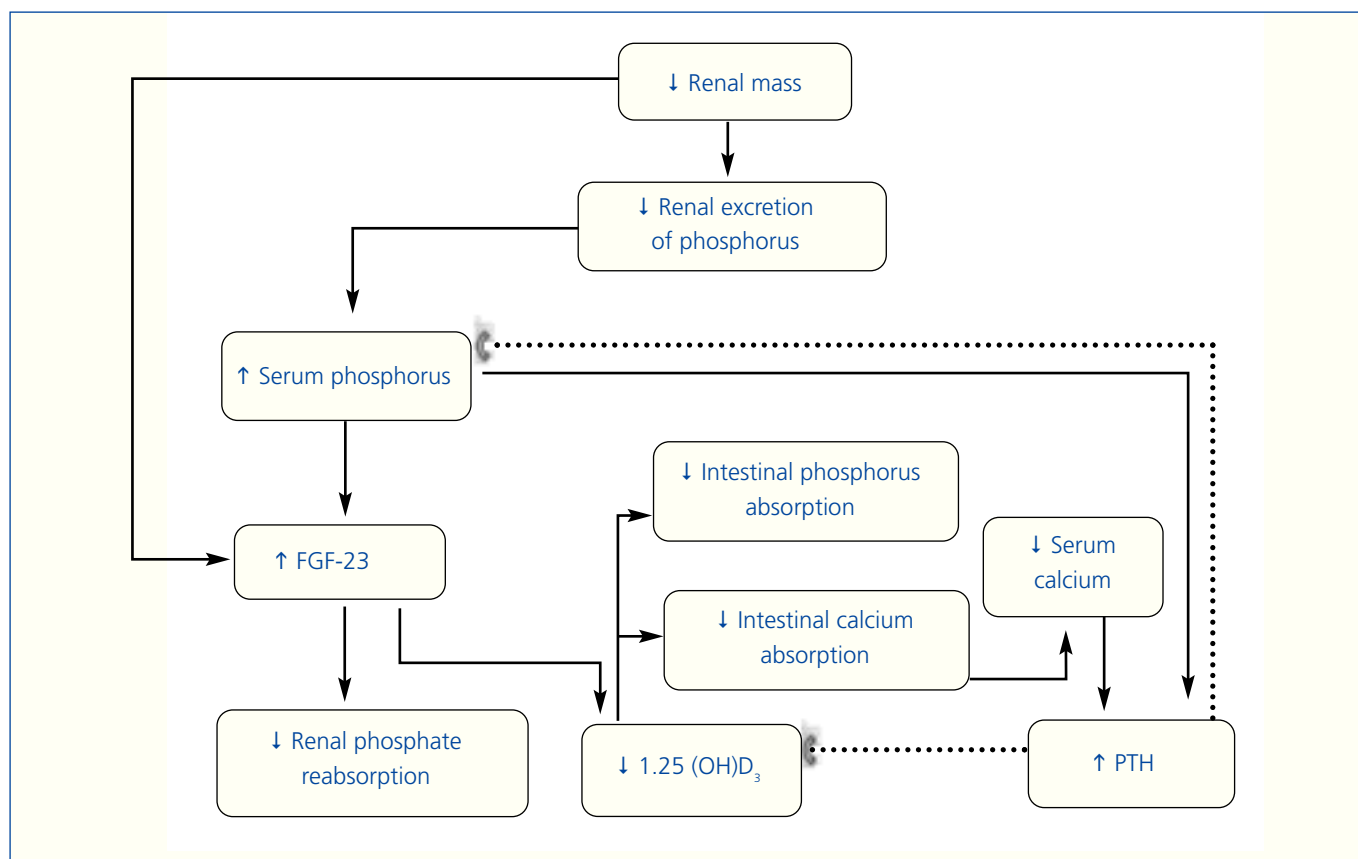 ↓ Renal mass
↓ Renal excretion
of phosphorus
↑ Serum phosphorus
↓ Intestinal phosphorus
absorption
↓ Serum
calcium
↑ FGF-23
↓ Intestinal calcium
absorption
↓ Renal phosphate
reabsorption
↓ 1.25 (OH)D₃
↑ PTH